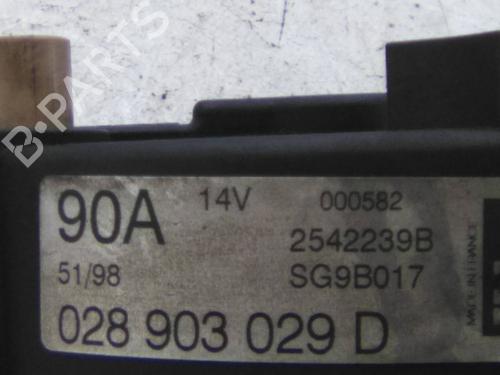 B-PARTS
90A 14V 000582
2542239B
51/98 SG9B017
028 903 029 D
MADE IN FRANCE